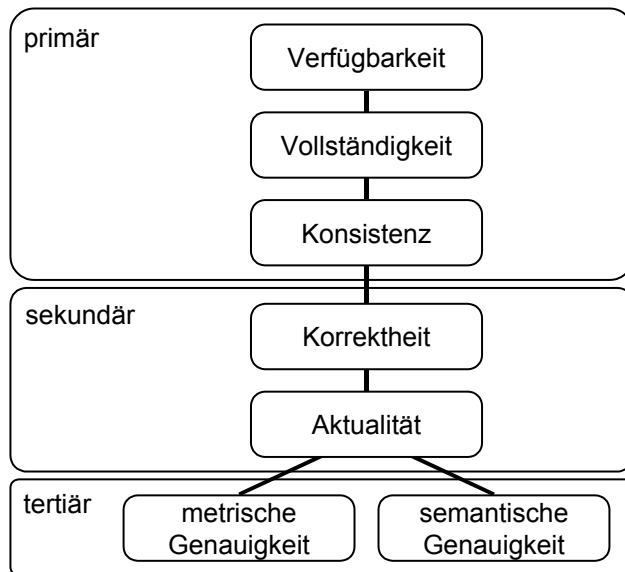 primär
Verfügbarkeit
Vollständigkeit
Konsistenz
sekundär
Korrektheit
Aktualität
tertiär
metrische
Genauigkeit
semantische
Genauigkeit